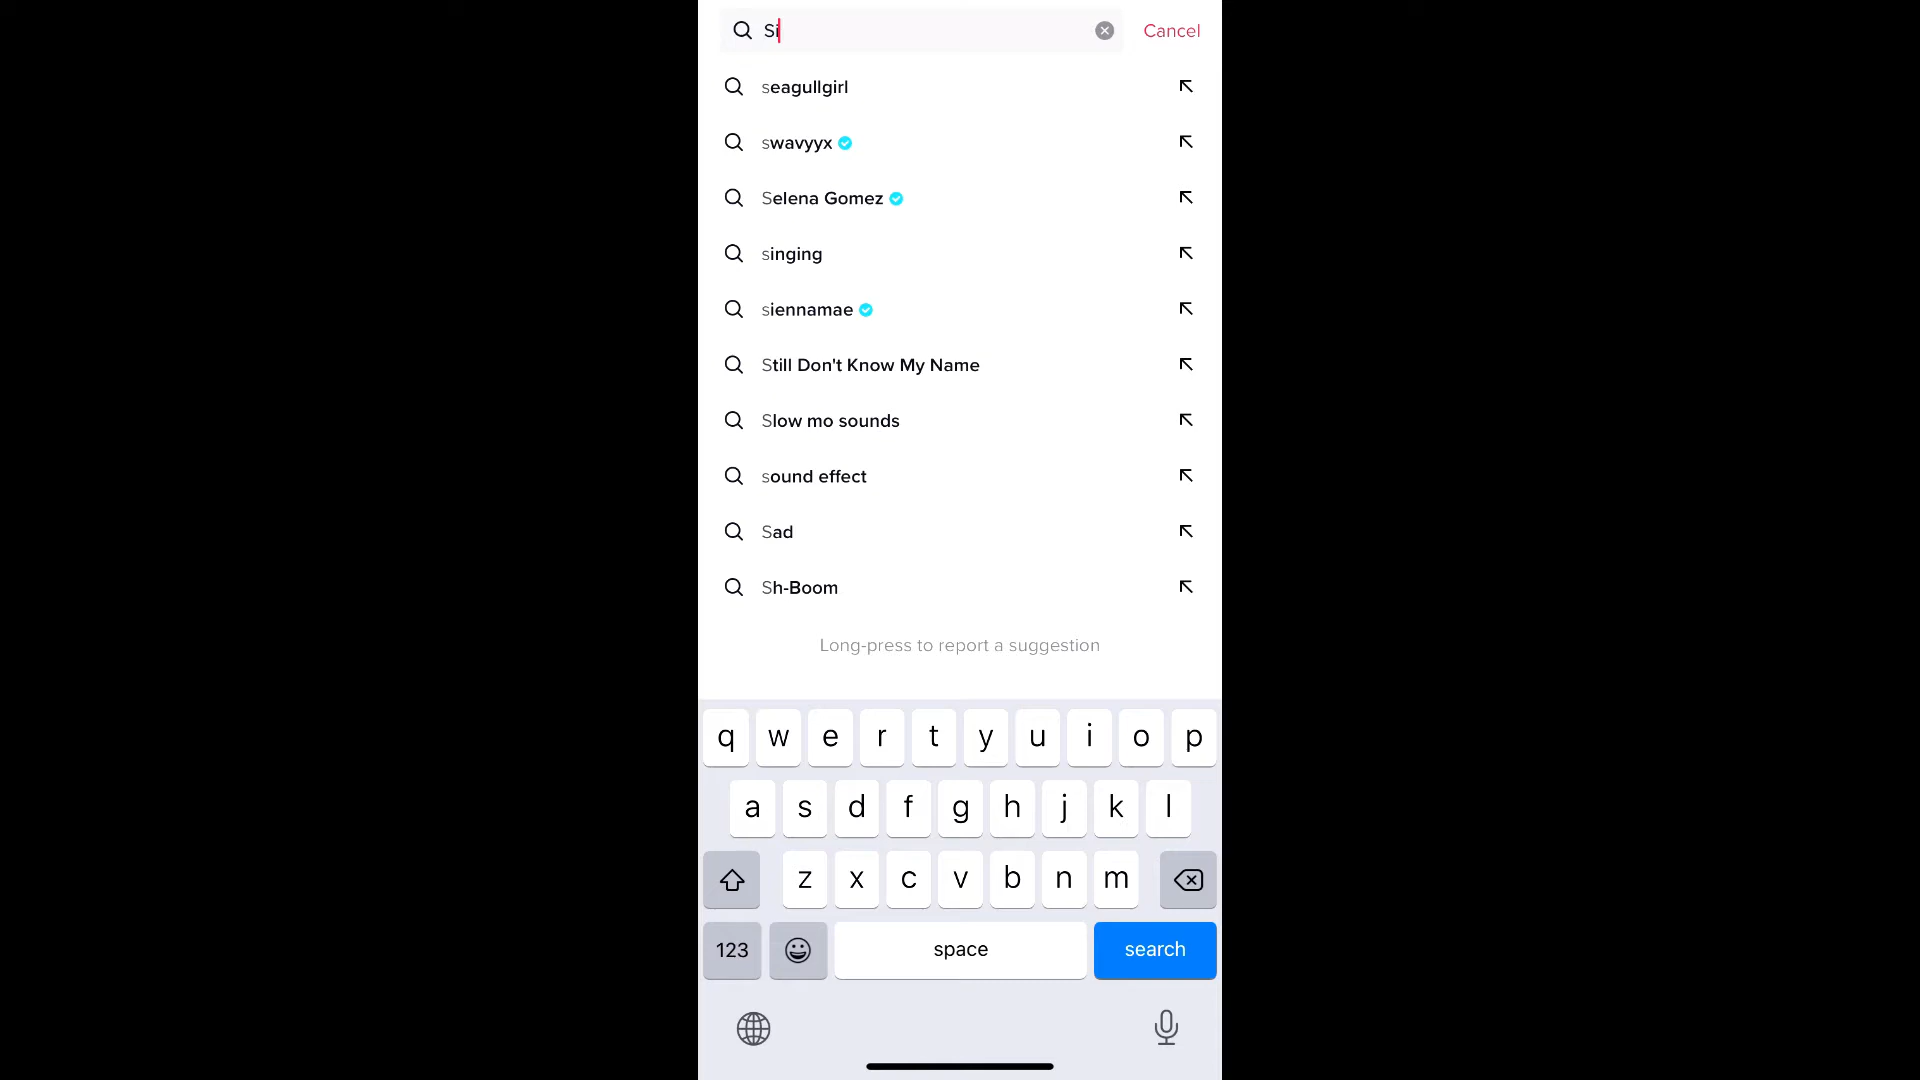 Si
Cancel
seagullgirl
swavyyx
Selena Gomez
singing
siennamae
Still Don't Know My Name
Slow mo sounds
sound effect
Sad
Sh-Boom
Long-press to report a suggestion
q w e r t y u i o p
a s d f g h j k l
z x c v b n m
123 space search